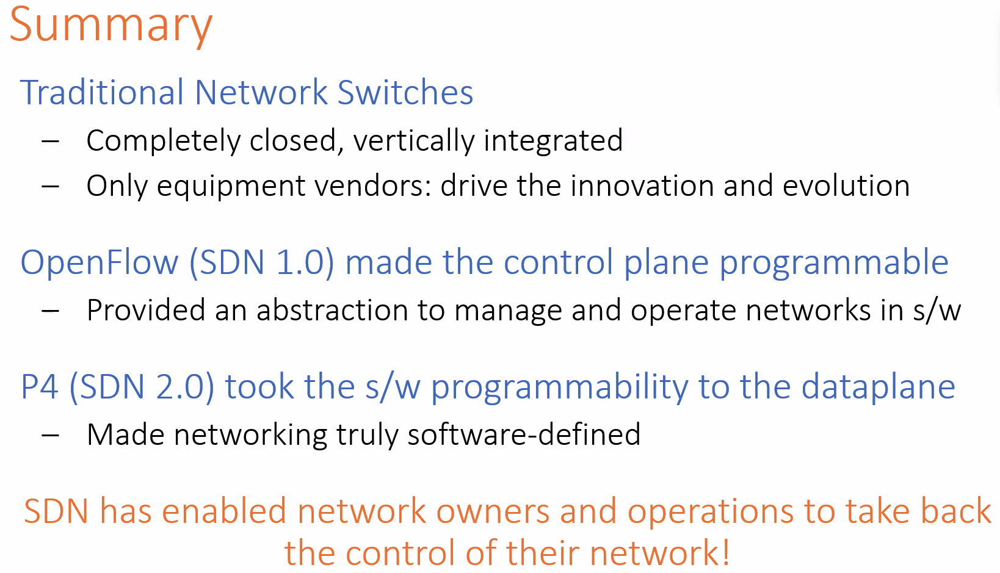 Summary
Traditional Network Switches
– Completely closed, vertically integrated
– Only equipment vendors: drive the innovation and evolution
OpenFlow (SDN 1.0) made the control plane programmable
– Provided an abstraction to manage and operate networks in s/w
P4 (SDN 2.0) took the s/w programmability to the dataplane
– Made networking truly software-defined
SDN has enabled network owners and operations to take back
the control of their network!